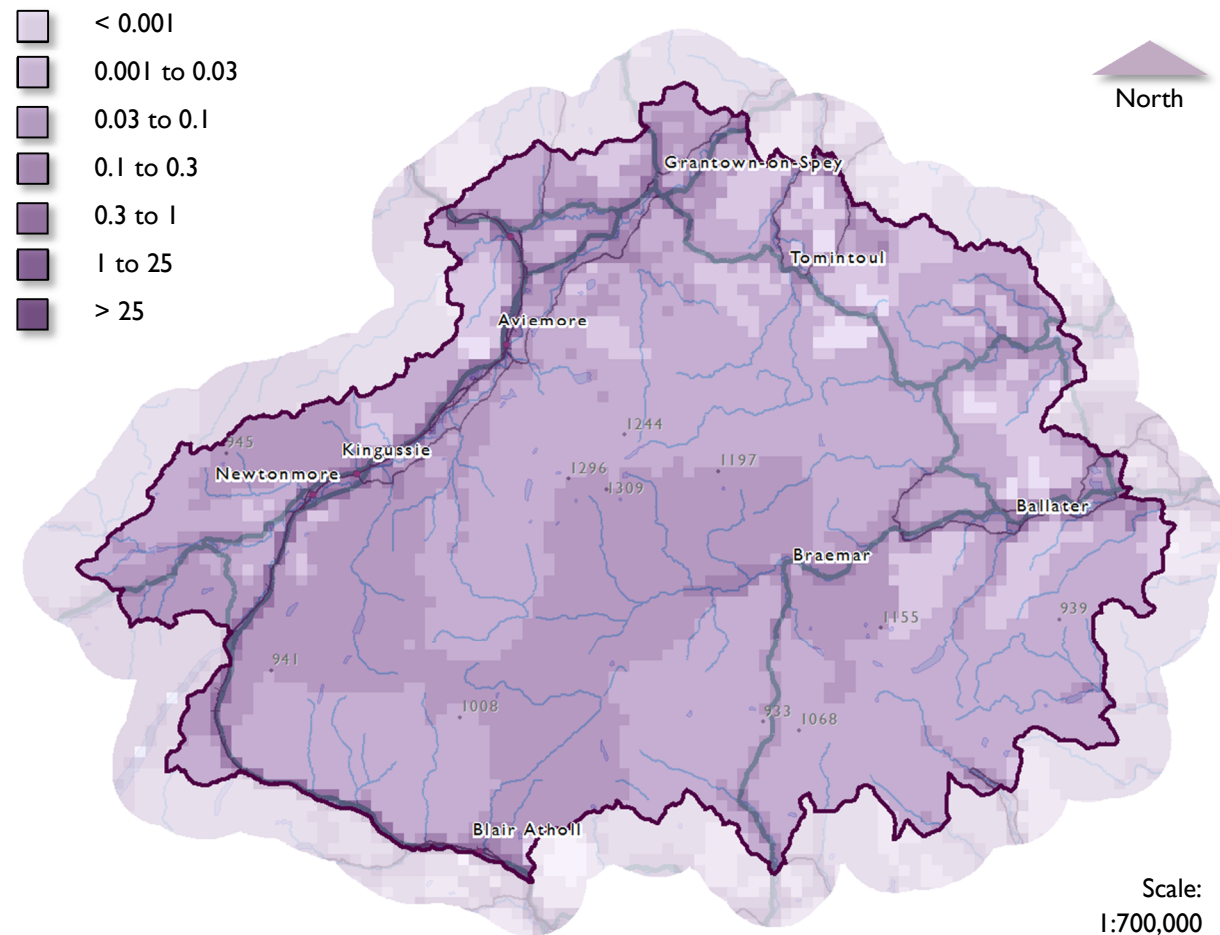 < 0.001
0.001 to 0.03
0.03 to 0.1
0.1 to 0.3
0.3 to 1
1 to 25
> 25
North
Grantown-on-Spey
Tomintoul
Aviemore
1244
945
Kingussie
1296
1197
Newtonmore
1309
Ballater
Braemar
939
1155
941
1008
933
1068
Blair Atholl
Scale:
1:700,000